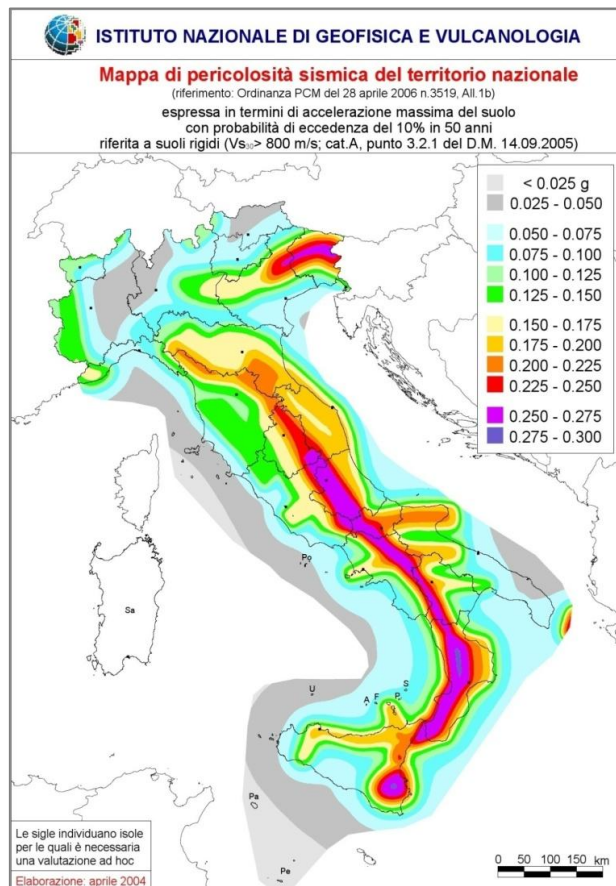 ISTITUTO NAZIONALE DI GEOFISICA E VULCANOLOGIA
Mappa di pericolosità sismica del territorio nazionale
(riferimento: Ordinanza PCM del 28 aprile 2006 n.3519, All.1b)
espressa in termini di accelerazione massima del suolo
con probabilità di eccedenza del 10% in 50 anni
riferita a suoli rigidi (Vs30> 800 m/s; cat.A, punto 3.2.1 del D.M. 14.09.2005)
< 0.025 g
0.025 - 0.050
0.050 - 0.075
0.075 - 0.100
0.100 - 0.125
0.125 - 0.150
0.150 - 0.175
0.175 - 0.200
0.200 - 0.225
0.225 - 0.250
0.250 - 0.275
0.275 - 0.300
Po
Sa
U
A
F
P
S
Pa
Pe
Le sigle individuano isole
per le quali è necessaria
una valutazione ad hoc
Elaborazione: aprile 2004
0 50 100 150 km